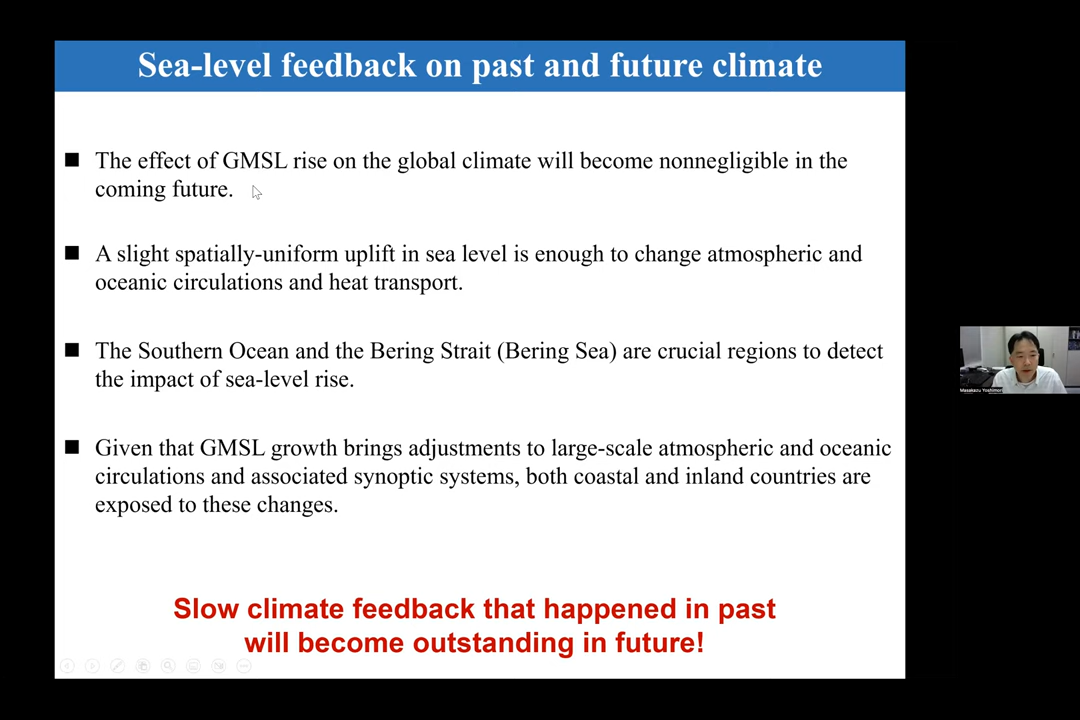 Sea-level feedback on past and future climate
The effect of GMSL rise on the global climate will become nonnegligible in the
coming future.
A slight spatially-uniform uplift in sea level is enough to change atmospheric and
oceanic circulations and heat transport.
The Southern Ocean and the Bering Strait (Bering Sea) are crucial regions to detect
the impact of sea-level rise.
Given that GMSL growth brings adjustments to large-scale atmospheric and oceanic
circulations and associated synoptic systems, both coastal and inland countries are
exposed to these changes.
Slow climate feedback that happened in past
will become outstanding in future!
Masakazu Yoshimori